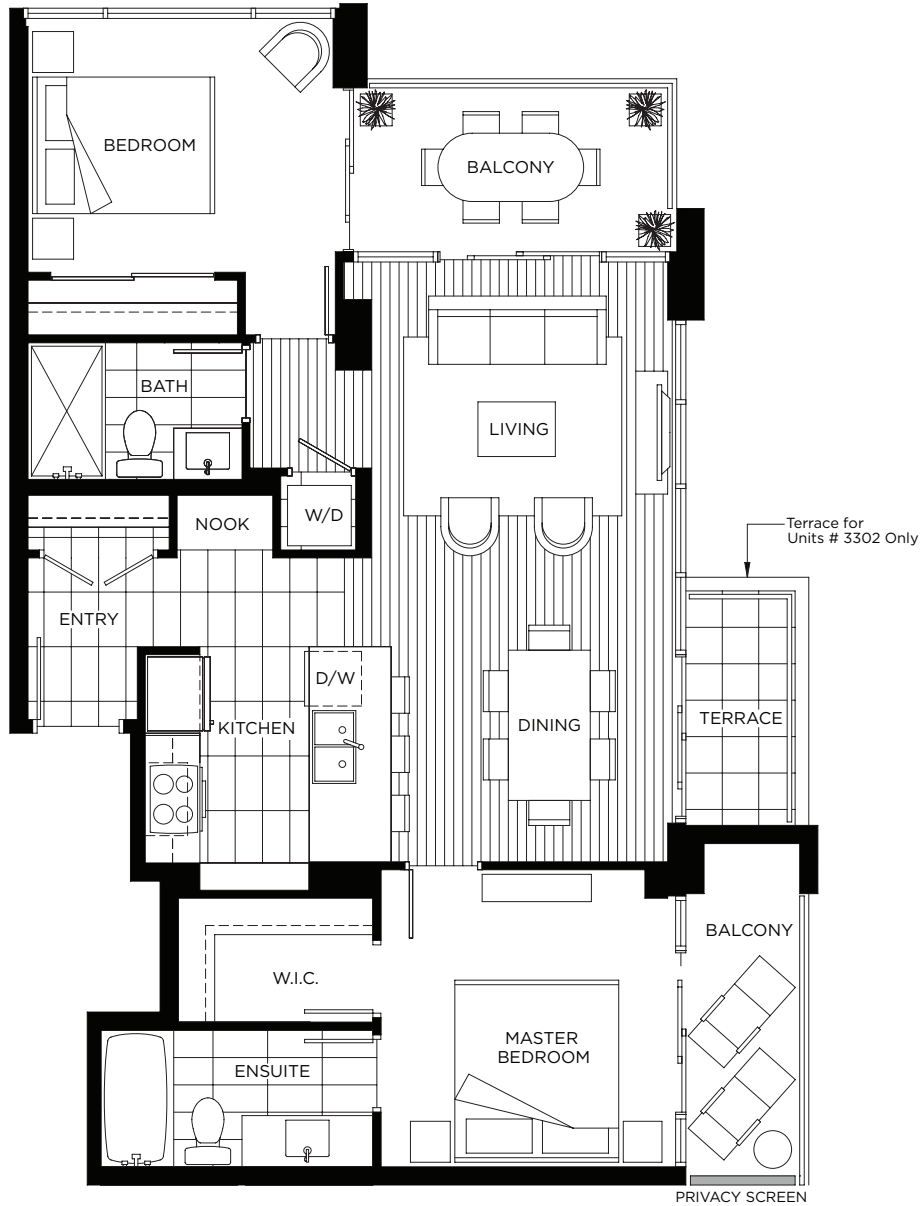 BEDROOM
BALCONY
BATH
LIVING
NOOK
W/D
Terrace for
Units # 3302 Only
ENTRY
D/W
KITCHEN
DINING
TERRACE
BALCONY
W.I.C.
MASTER
BEDROOM
ENSUITE
PRIVACY SCREEN